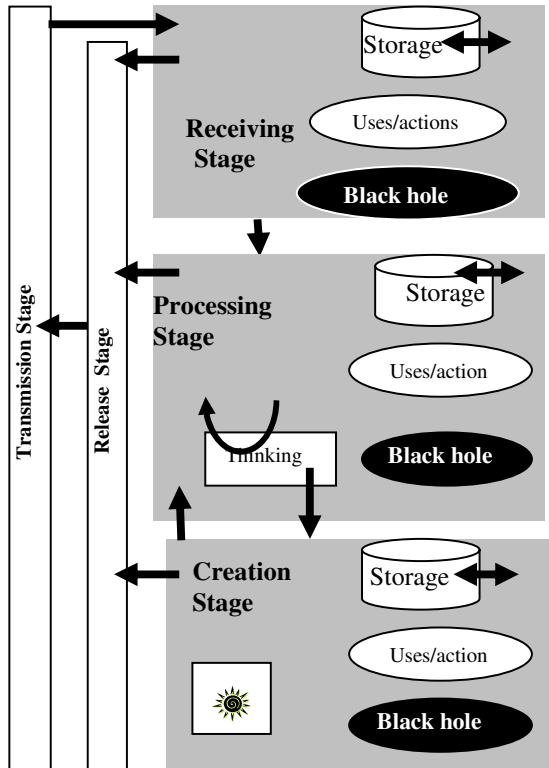 Transmission Stage
Release Stage
Storage
Uses/actions
Receiving
Stage
Black hole
Storage
Processing
Stage
Uses/action
Thinking
Black hole
Creation
Stage
Storage
Uses/action
Black hole